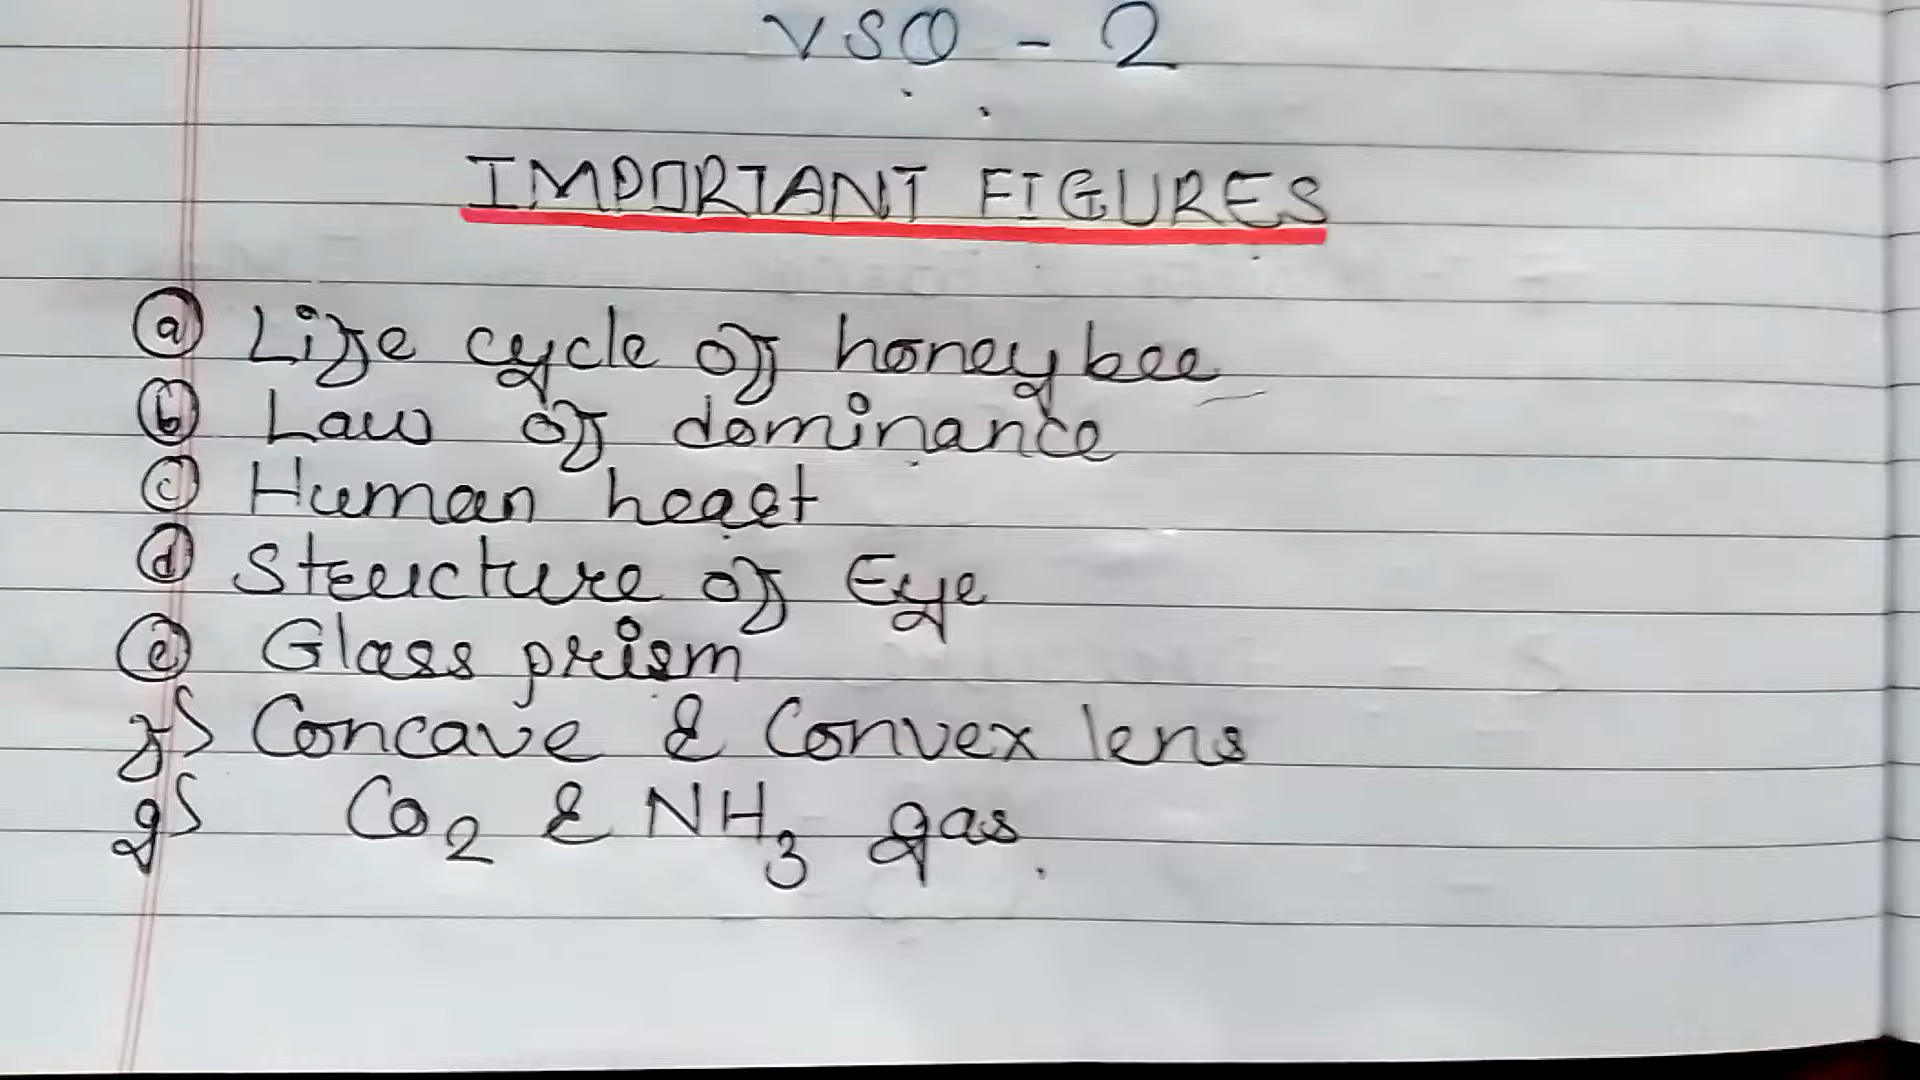 VSQ - 2
IMPORTANT FIGURES
a Life cycle of honeybee
b Law of dominance
c Human heart
d Structure of Eye
e Glass prism
f) Concave & Convex lens
g) Co2 & NH3 gas.